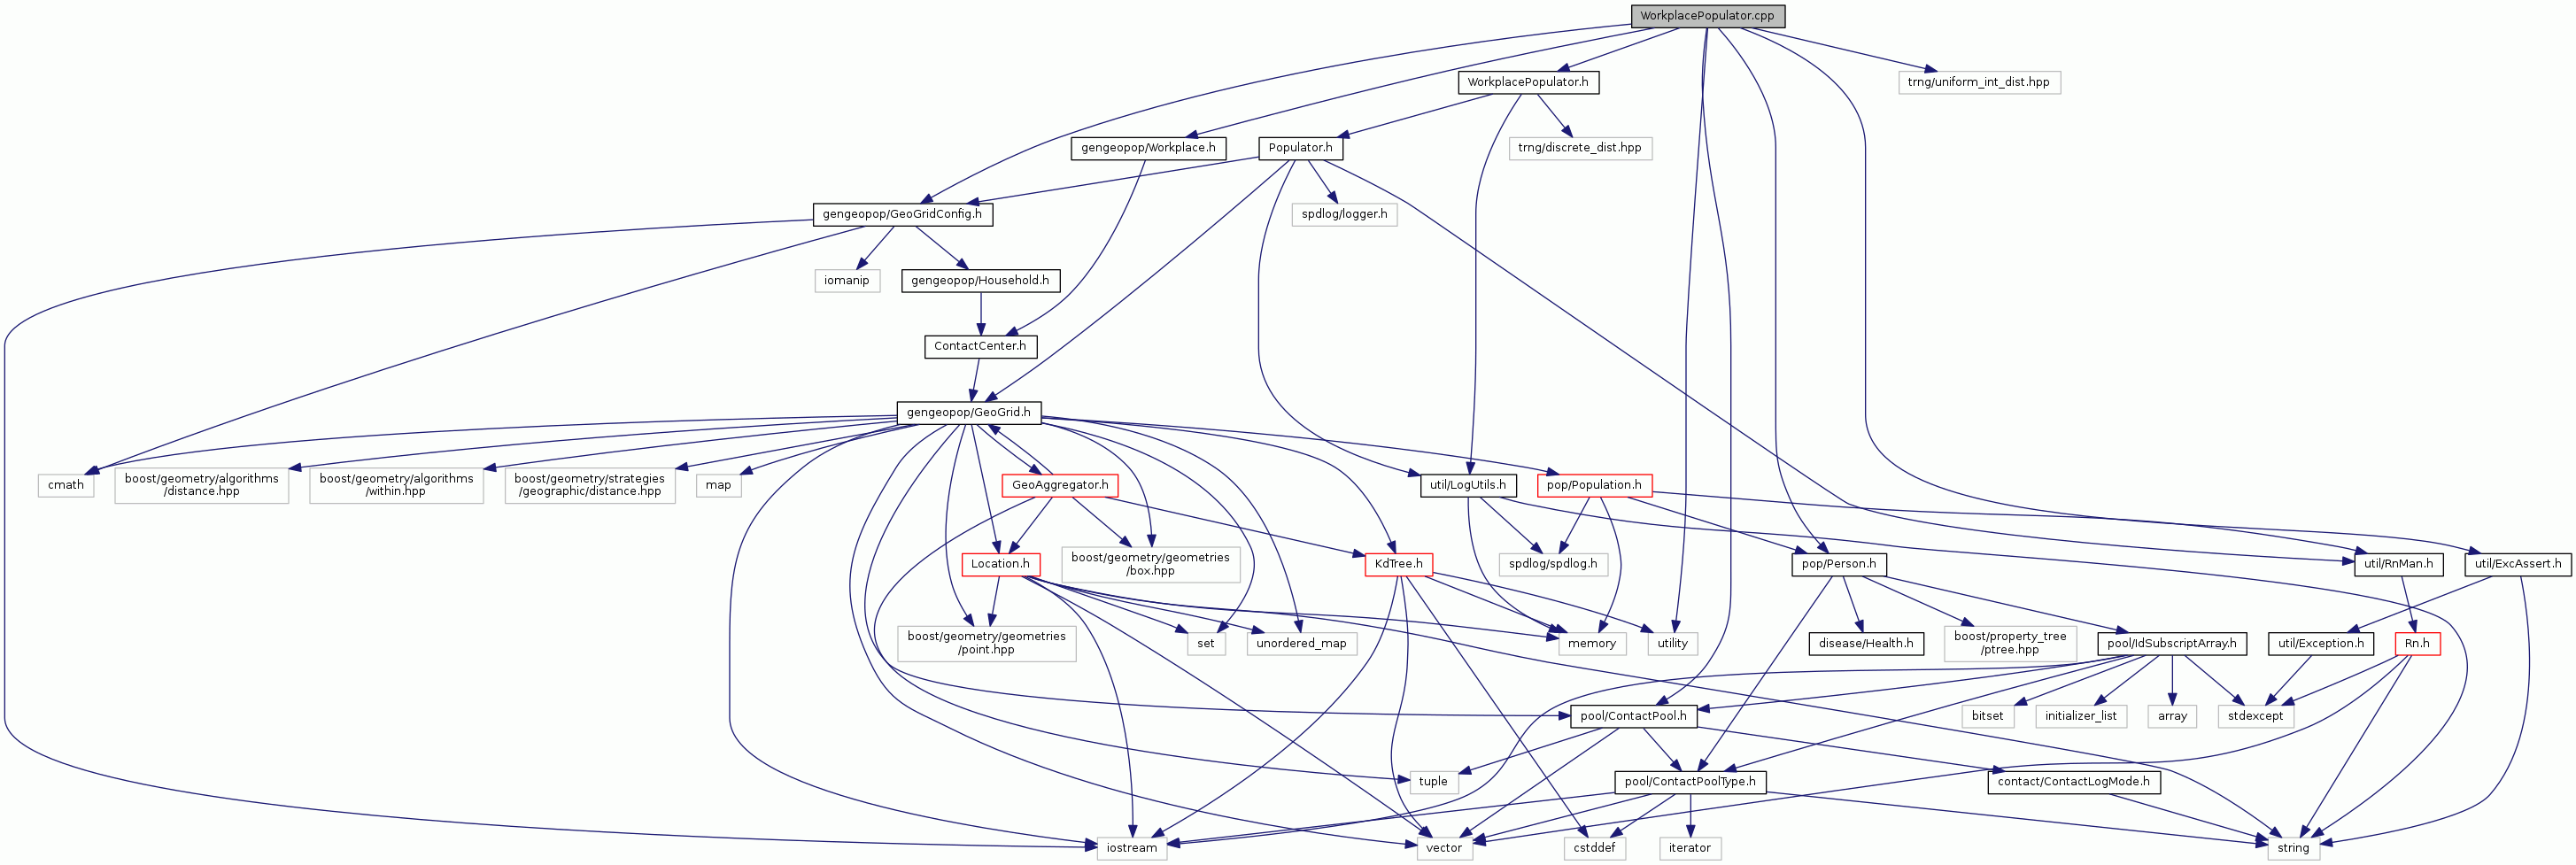 WorkplacePopulator.cpp
WorkplacePopulator.h
trng/uniform_int_dist.hpp
gengeopop/Workplace.h
Populator.h
trng/discrete_dist.hpp
gengeopop/GeoGridConfig.h
spdlog/logger.h
iomanip
gengeopop/Household.h
ContactCenter.h
gengeopop/GeoGrid.h
cmath
boost/geometry/algorithms
/distance.hpp
boost/geometry/algorithms
/within.hpp
boost/geometry/strategies
/geographic/distance.hpp
map
GeoAggregator.h
util/LogUtils.h
pop/Population.h
Location.h
boost/geometry/geometries
/box.hpp
KdTree.h
spdlog/spdlog.h
pop/Person.h
util/RnMan.h
util/ExcAssert.h
boost/geometry/geometries
/point.hpp
set
unordered_map
memory
utility
disease/Health.h
boost/property_tree
/ptree.hpp
pool/IdSubscriptArray.h
util/Exception.h
Rn.h
pool/ContactPool.h
bitset
initializer_list
array
stdexcept
tuple
pool/ContactPoolType.h
contact/ContactLogMode.h
iostream
vector
cstddef
iterator
string